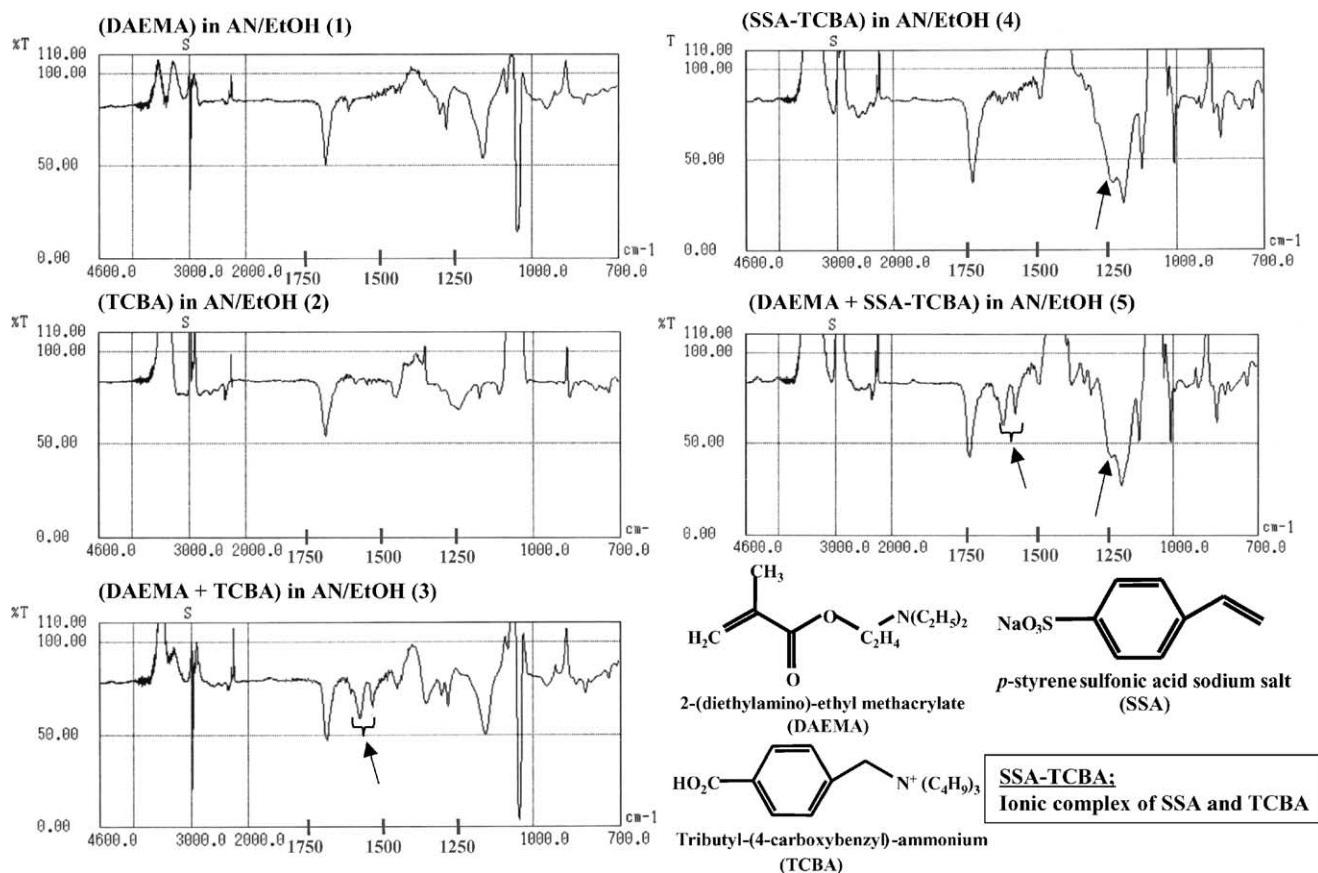 (DAEMA) in AN/EtOH (1)
%T
S
110.00
100.00
50.00
0.00
4600.0 3000.0 2000.0 1750 1500 1250 1000.0 700.0
cm-1
(TCBA) in AN/EtOH (2)
%T
S
110.00
100.00
50.00
0.00
4600.0 3000.0 2000.0 1750 1500 1250 1000.0 700.0
cm-
(DAEMA + TCBA) in AN/EtOH (3)
%T
S
110.00
100.00
50.00
0.00
4600.0 3000.0 2000.0 1750 1500 1250 1000.0 700.0
cm-1
(SSA-TCBA) in AN/EtOH (4)
T
S
110.00
100.00
50.00
0.00
4600.0 3000.0 2000.0 1750 1500 1250 1000.0 700.0
cm-1
(DAEMA + SSA-TCBA) in AN/EtOH (5)
%T
S
110.00
100.00
50.00
0.00
4600.0 3000.0 2000.0 1750 1500 1250 1000.0 700.0
cm-1
CH3
H2C
O
O
C2H4
N(C2H5)2
2-(diethylamino)-ethyl methacrylate
(DAEMA)
NaO3S
p-styrene sulfonic acid sodium salt
(SSA)
HO2C
N+ (C4H9)3
Tributyl-(4-carboxybenzyl)-ammonium
(TCBA)
SSA-TCBA:
Ionic complex of SSA and TCBA